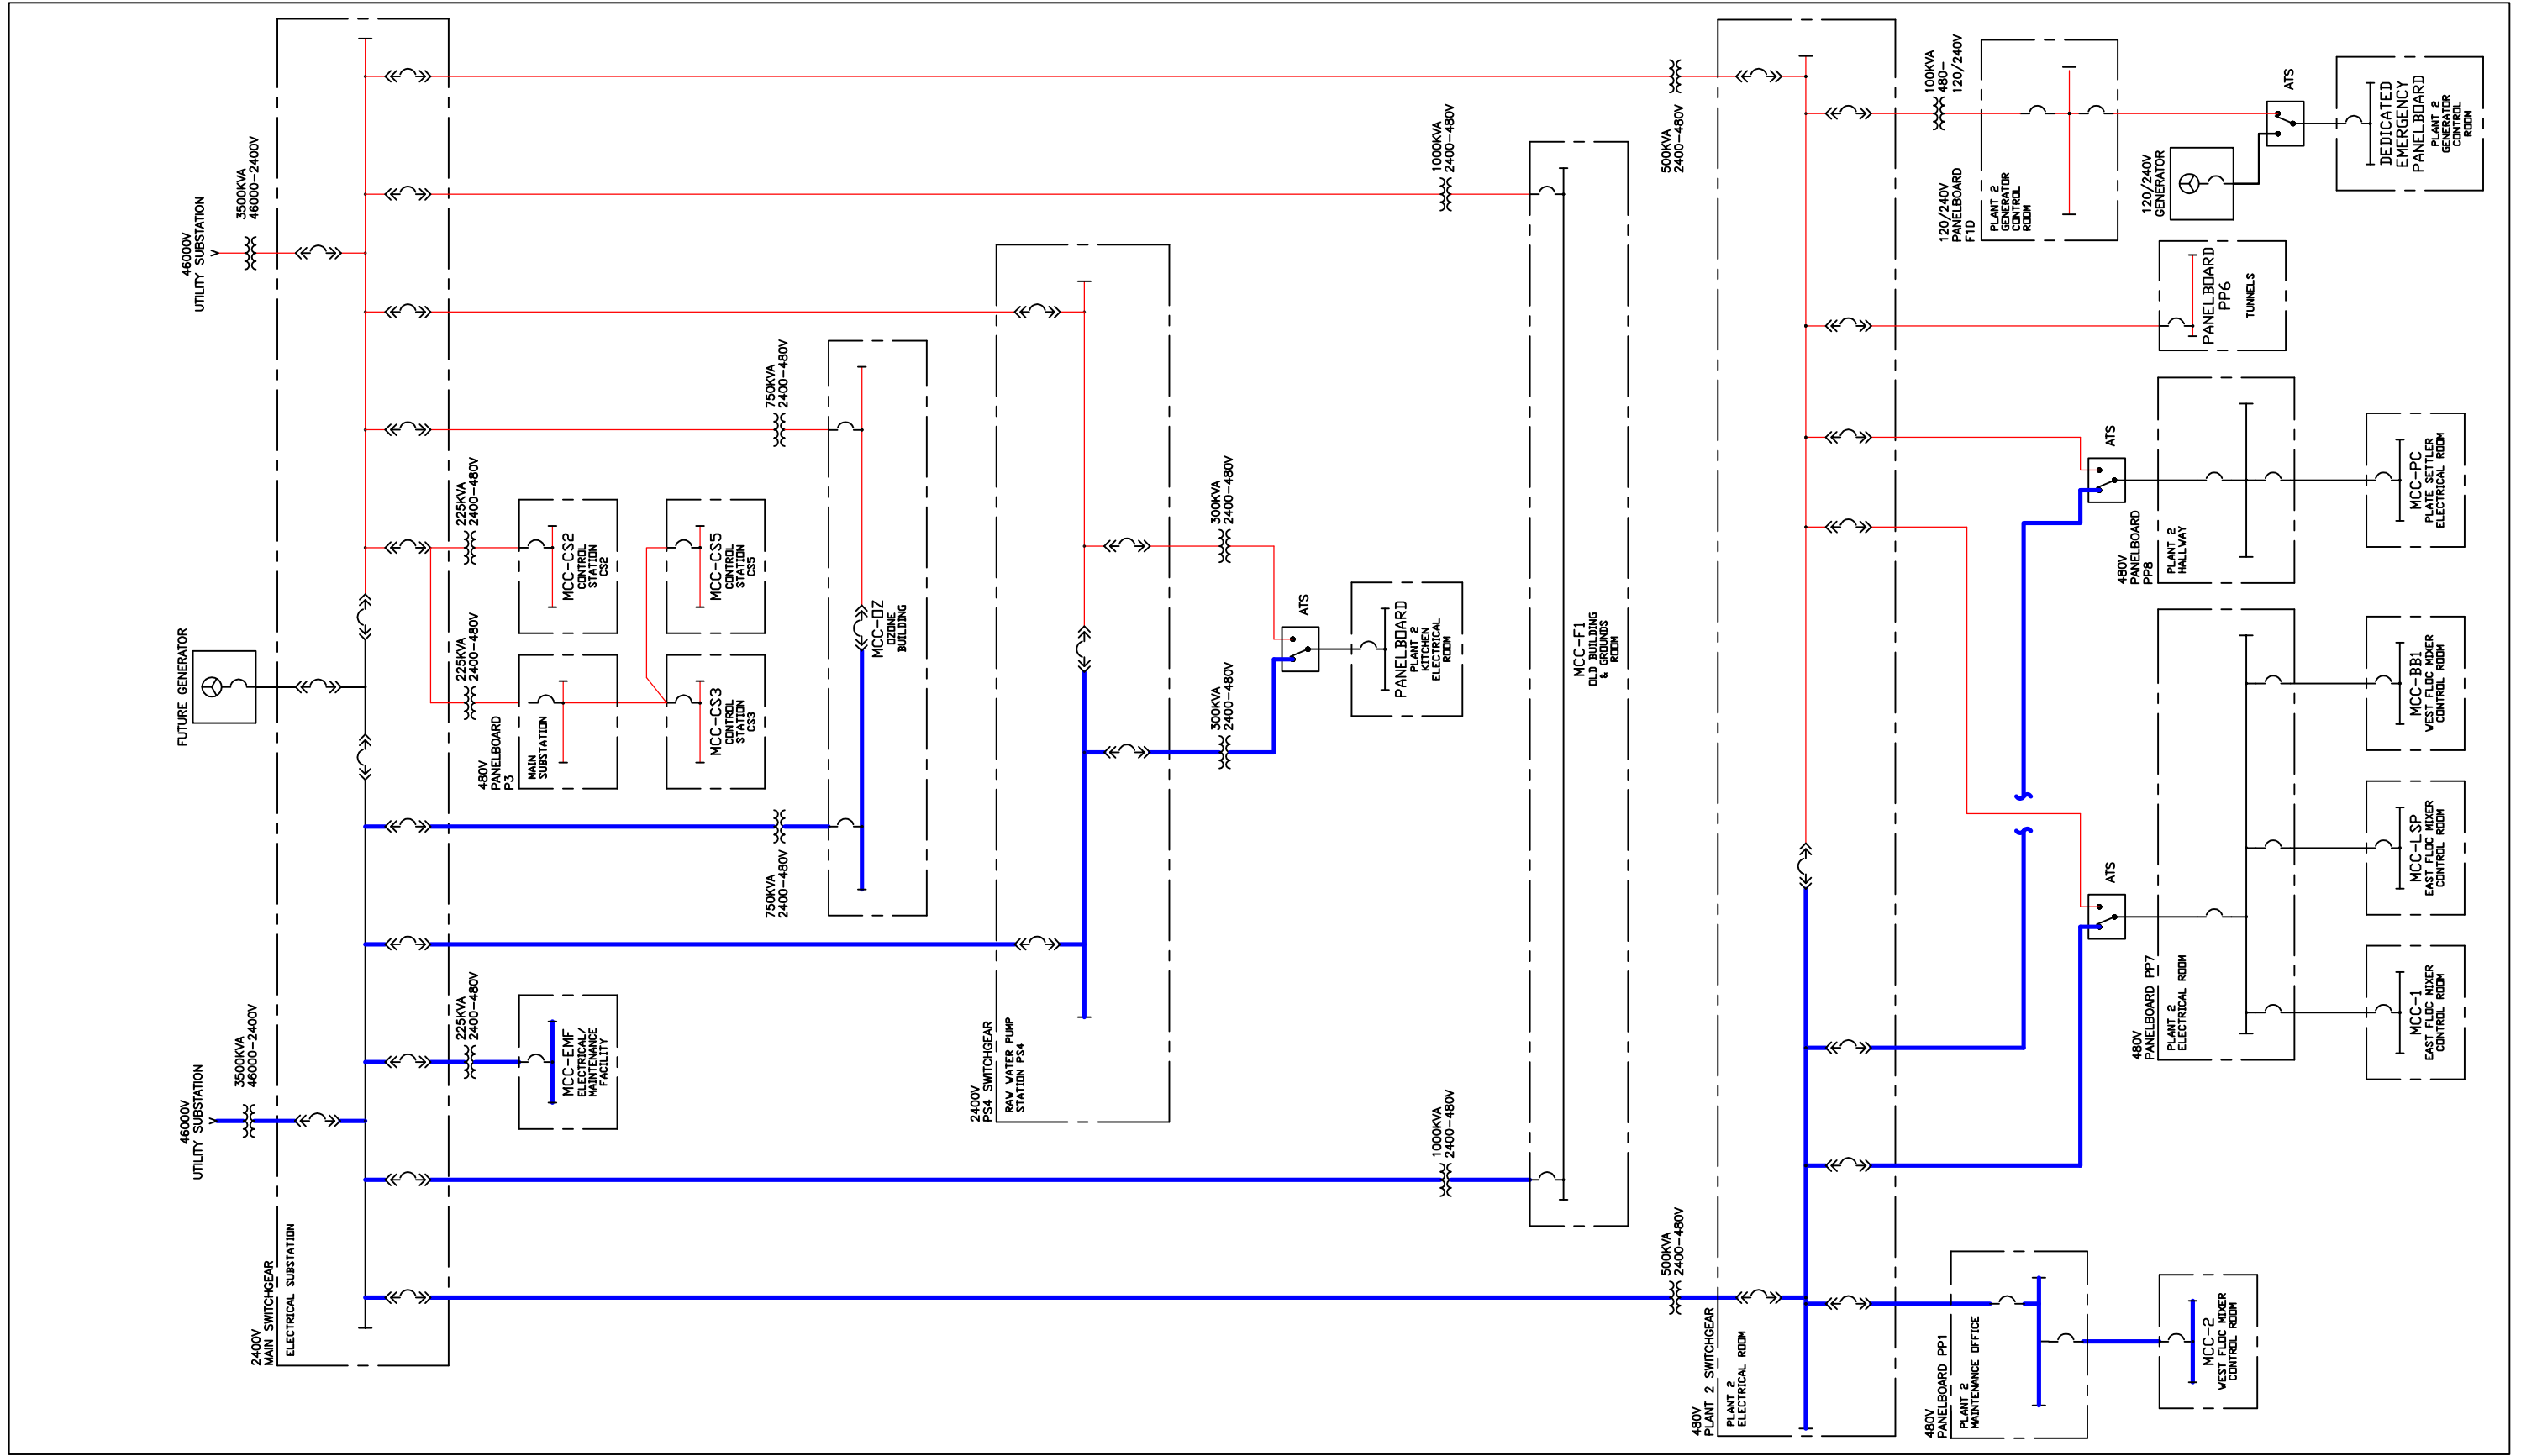 2400V
MAIN SWITCHGEAR
ELECTRICAL SUBSTATION
46000V
UTILITY SUBSTATION
3500KVA
46000-2400V
FUTURE GENERATOR
46000V
UTILITY SUBSTATION
3500KVA
46000-2400V
225KVA
2400-480V
MCC-EMF
ELECTRICAL/
MAINTENANCE
FACILITY
480V
PANELBOARD
P3
MAIN
SUBSTATION
225KVA
2400-480V
225KVA
2400-480V
MCC-CS2
CONTROL
STATION
CS2
MCC-CS3
CONTROL
STATION
CS3
MCC-CS5
CONTROL
STATION
CS5
750KVA
2400-480V
750KVA
2400-480V
MCC-OZ
OZONE
BUILDING
2400V
PS4 SWITCHGEAR
RAW WATER PUMP
STATION PS4
300KVA
2400-480V
300KVA
2400-480V
ATS
PANELBOARD
PLANT 2
KITCHEN
ELECTRICAL
ROOM
1000KVA
2400-480V
1000KVA
2400-480V
MCC-F1
OLD BUILDING
& GROUNDS
ROOM
500KVA
2400-480V
500KVA
2400-480V
480V
PLANT 2 SWITCHGEAR
PLANT 2
ELECTRICAL ROOM
480V
PANELBOARD PP1
PLANT 2
MAINTENANCE OFFICE
MCC-2
WEST FLOC MIXER
CONTROL ROOM
480V
PANELBOARD PP7
PLANT 2
ELECTRICAL ROOM
ATS
MCC-1
EAST FLOC MIXER
CONTROL ROOM
MCC-LSP
EAST FLOC MIXER
CONTROL ROOM
MCC-BB1
WEST FLOC MIXER
CONTROL ROOM
480V
PANELBOARD
PP8
PLANT 2
HALLWAY
ATS
MCC-PC
PLATE SETTLER
ELECTRICAL ROOM
PANELBOARD
PP6
TUNNELS
100KVA
480-
120/240V
120/240V
PANELBOARD
F1D
PLANT 2
GENERATOR
CONTROL
ROOM
120/240V
GENERATOR
ATS
DEDICATED
EMERGENCY
PANELBOARD
PLANT 2
GENERATOR
CONTROL
ROOM